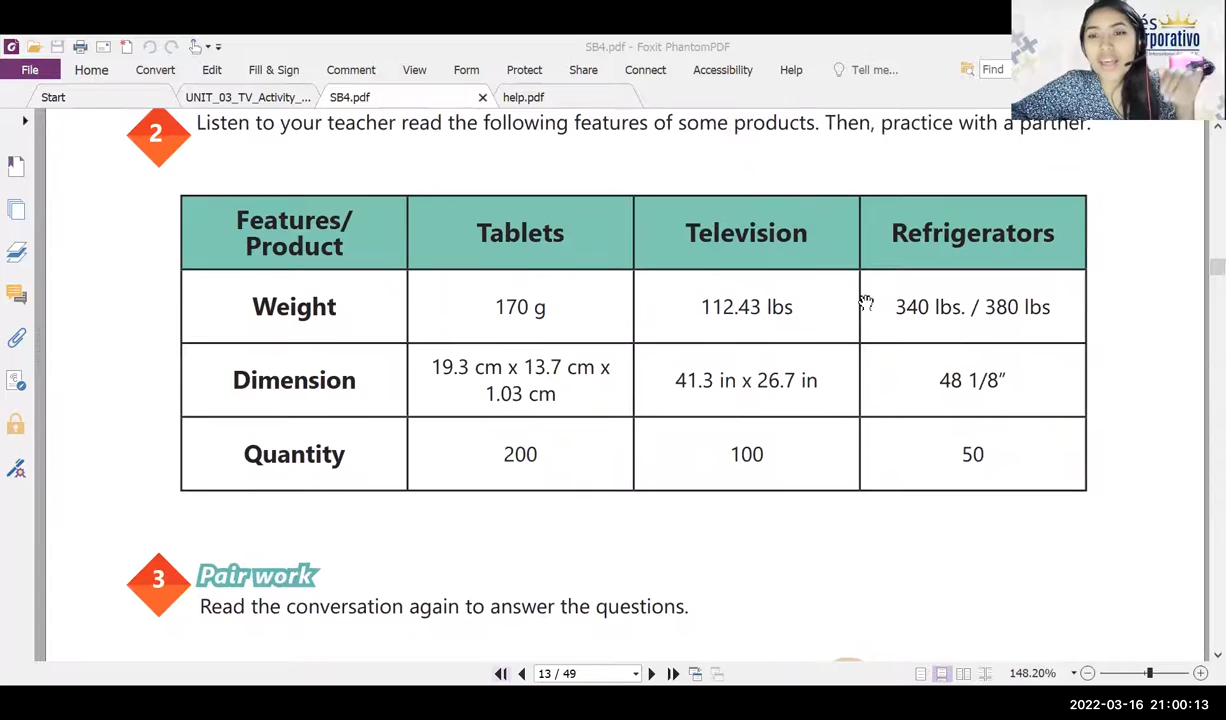 SB4.pdf - Foxit PhantomPDF
File Home Convert Edit Fill & Sign Comment View Form Protect Share Connect Accessibility Help Tell me... Find
Start UNIT_03_TV_Activity_... SB4.pdf help.pdf
2 Listen to your teacher read the following features of some products. Then, practice with a partner.
Features/
Product
Tablets
Television
Refrigerators
Weight
170 g
112.43 lbs
340 lbs. / 380 lbs
Dimension
19.3 cm x 13.7 cm x
1.03 cm
41.3 in x 26.7 in
48 1/8”
Quantity
200
100
50
3 Pair work
Read the conversation again to answer the questions.
13 / 49
148.20%
2022-03-16 21:00:13